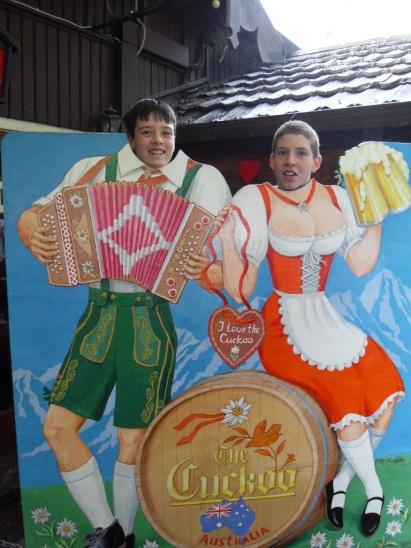 I Love the
Cuckoo
The
Cuckoo
AUSTRALIA